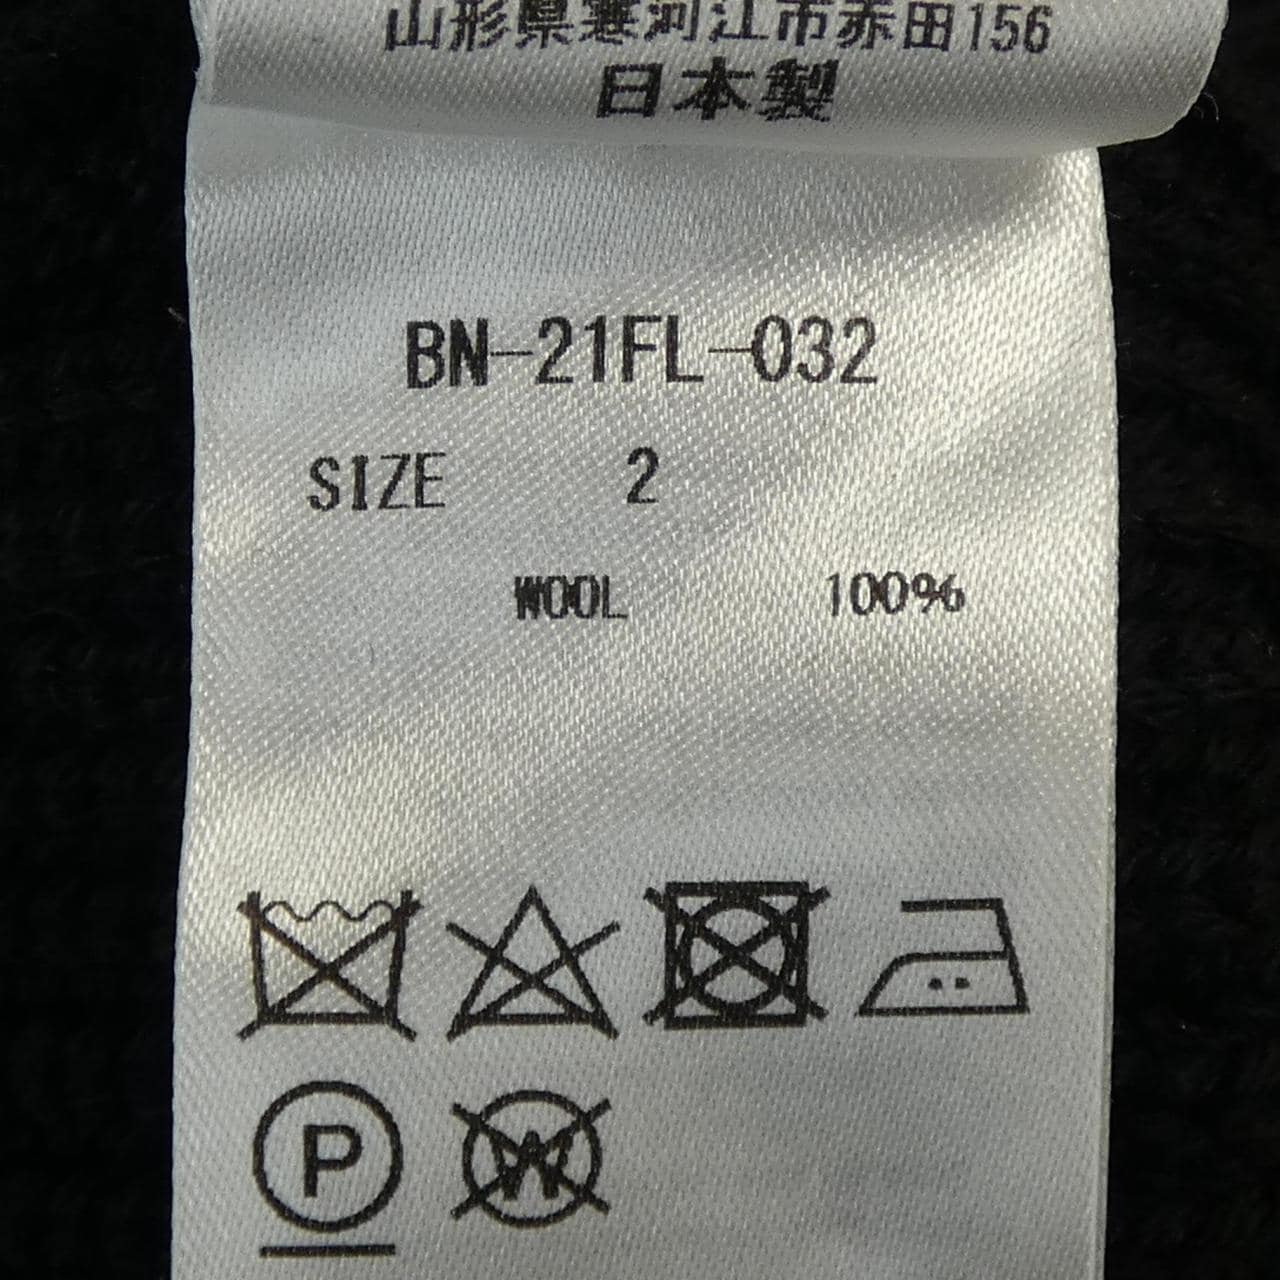 山形県寒河江市赤田156
日本製
BN-21FL-032
SIZE 2
WOOL 100%
P
W